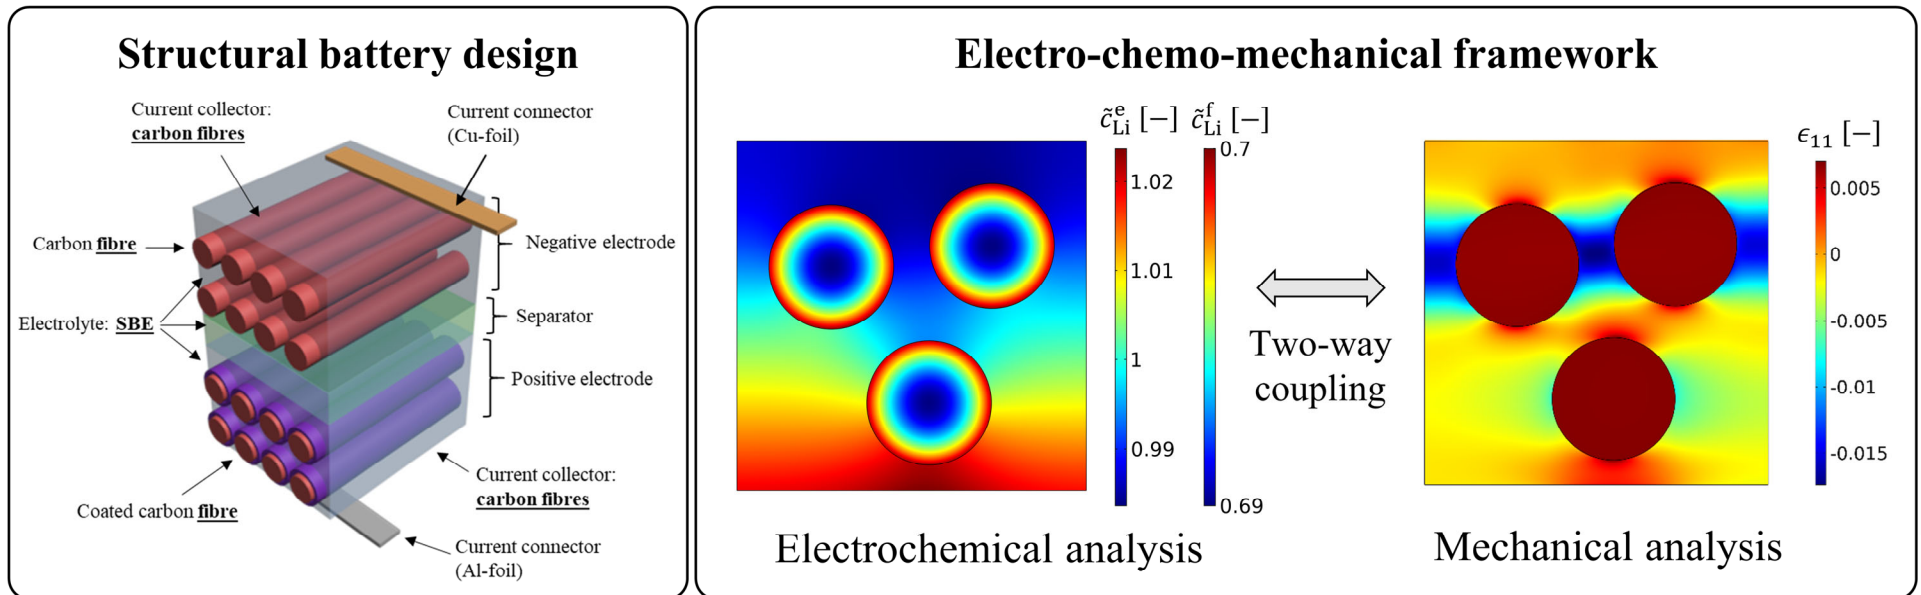 Structural battery design
Current collector:
carbon fibres
Current connector
(Cu-foil)
Carbon fibre
Negative electrode
Electrolyte: SBE
Separator
Positive electrode
Coated carbon fibre
Current collector:
carbon fibres
Current connector
(Al-foil)
Electro-chemo-mechanical framework
c̃ᵉLi [−] c̃ᶠLi [−]
1.02
1.01
1
0.99
0.7
0.69
Electrochemical analysis
Two-way
coupling
ϵ₁₁ [−]
0.005
0
-0.005
-0.01
-0.015
Mechanical analysis